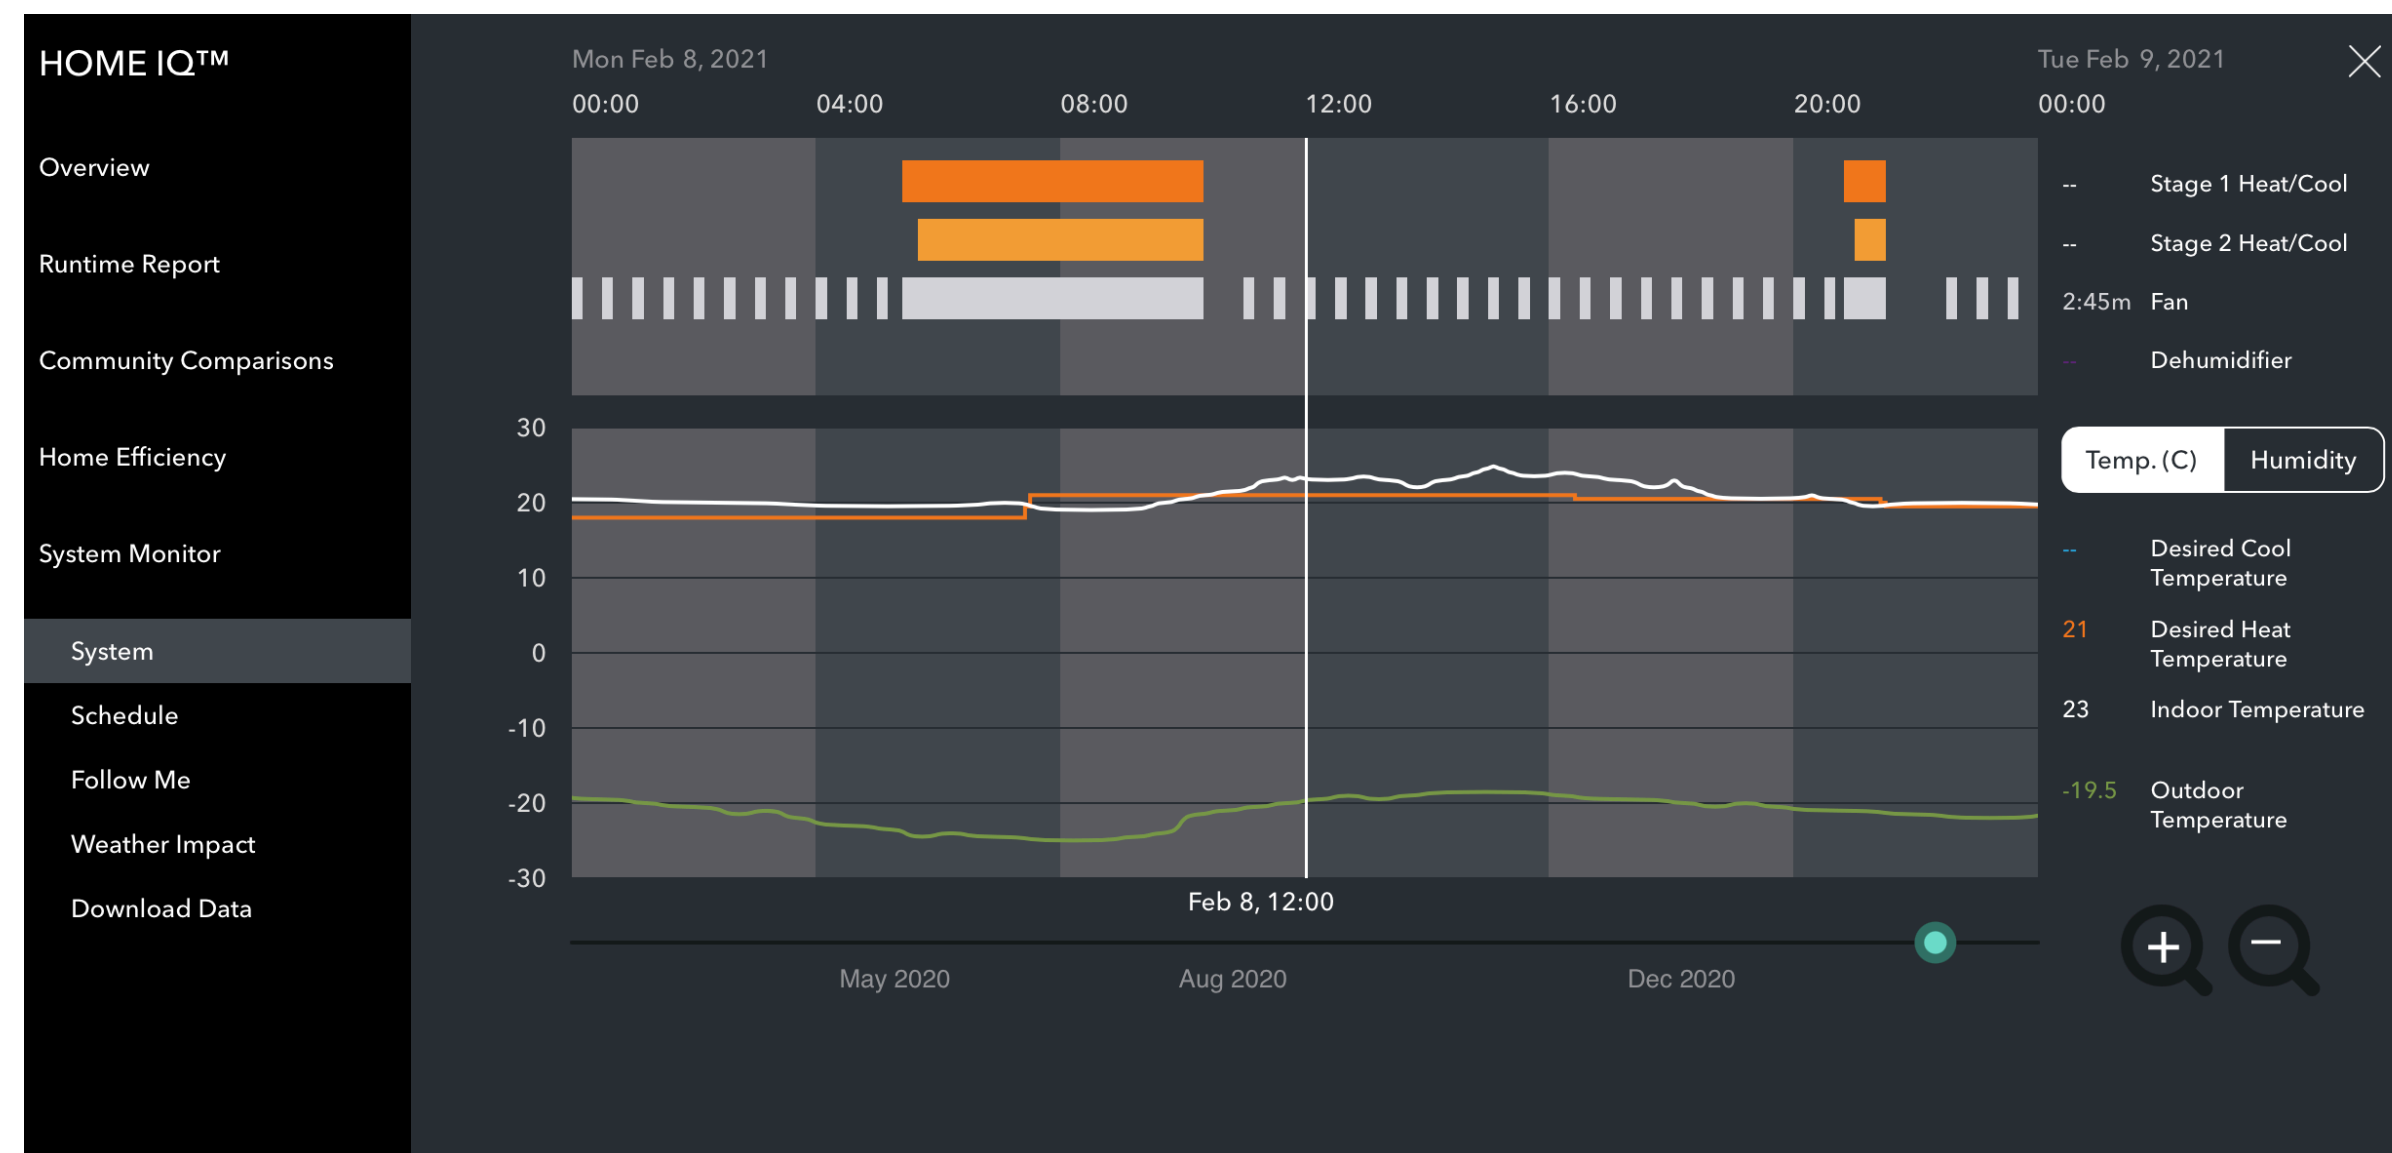 HOME IQ™
Overview
Runtime Report
Community Comparisons
Home Efficiency
System Monitor
System
Schedule
Follow Me
Weather Impact
Download Data
Mon Feb 8, 2021
Tue Feb 9, 2021
00:00 04:00 08:00 12:00 16:00 20:00 00:00
-- Stage 1 Heat/Cool
-- Stage 2 Heat/Cool
2:45m Fan
-- Dehumidifier
30
20
10
0
-10
-20
-30
Temp. (C) Humidity
-- Desired Cool
Temperature
21 Desired Heat
Temperature
23 Indoor Temperature
-19.5 Outdoor
Temperature
Feb 8, 12:00
May 2020 Aug 2020 Dec 2020